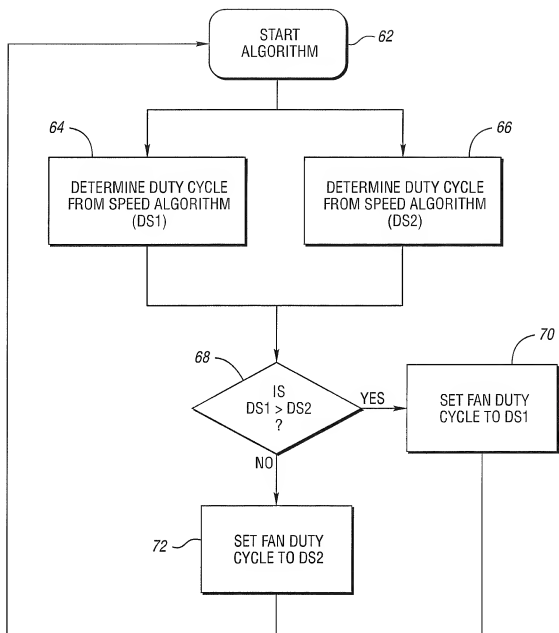 START
ALGORITHM
62
64
66
DETERMINE DUTY CYCLE
FROM SPEED ALGORITHM
(DS1)
DETERMINE DUTY CYCLE
FROM SPEED ALGORITHM
(DS2)
68
IS
DS1 > DS2
?
YES
NO
70
SET FAN DUTY
CYCLE TO DS1
72
SET FAN DUTY
CYCLE TO DS2